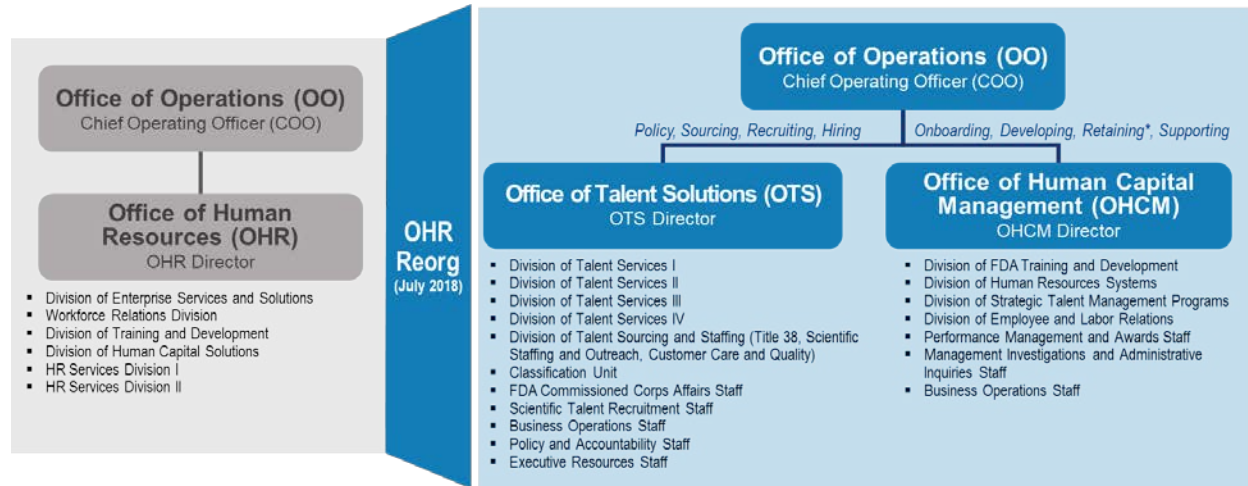 Office of Operations (OO)
Chief Operating Officer (COO)
Office of Human
Resources (OHR)
OHR Director
▪ Division of Enterprise Services and Solutions
▪ Workforce Relations Division
▪ Division of Training and Development
▪ Division of Human Capital Solutions
▪ HR Services Division I
▪ HR Services Division II
OHR
Reorg
(July 2018)
Office of Operations (OO)
Chief Operating Officer (COO)
Policy, Sourcing, Recruiting, Hiring
Onboarding, Developing, Retaining*, Supporting
Office of Talent Solutions (OTS)
OTS Director
▪ Division of Talent Services I
▪ Division of Talent Services II
▪ Division of Talent Services III
▪ Division of Talent Services IV
▪ Division of Talent Sourcing and Staffing (Title 38, Scientific
Staffing and Outreach, Customer Care and Quality)
▪ Classification Unit
▪ FDA Commissioned Corps Affairs Staff
▪ Scientific Talent Recruitment Staff
▪ Business Operations Staff
▪ Policy and Accountability Staff
▪ Executive Resources Staff
Office of Human Capital
Management (OHCM)
OHCM Director
▪ Division of FDA Training and Development
▪ Division of Human Resources Systems
▪ Division of Strategic Talent Management Programs
▪ Division of Employee and Labor Relations
▪ Performance Management and Awards Staff
▪ Management Investigations and Administrative
Inquiries Staff
▪ Business Operations Staff